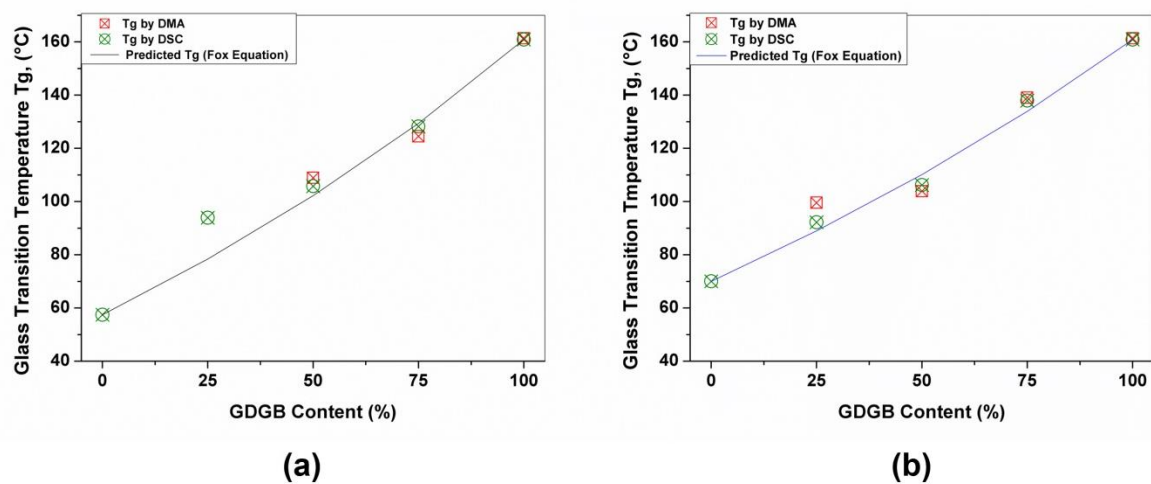 Tg by DMA
Tg by DSC
Predicted Tg (Fox Equation)
Glass Transition Temperature Tg, (°C)
160
140
120
100
80
60
40
0
25
50
75
100
GDGB Content (%)
(a)
Tg by DMA
Tg by DSC
Predicted Tg (Fox Equation)
Glass Transition Tmperature Tg, (°C)
160
140
120
100
80
60
40
0
25
50
75
100
GDGB Content (%)
(b)